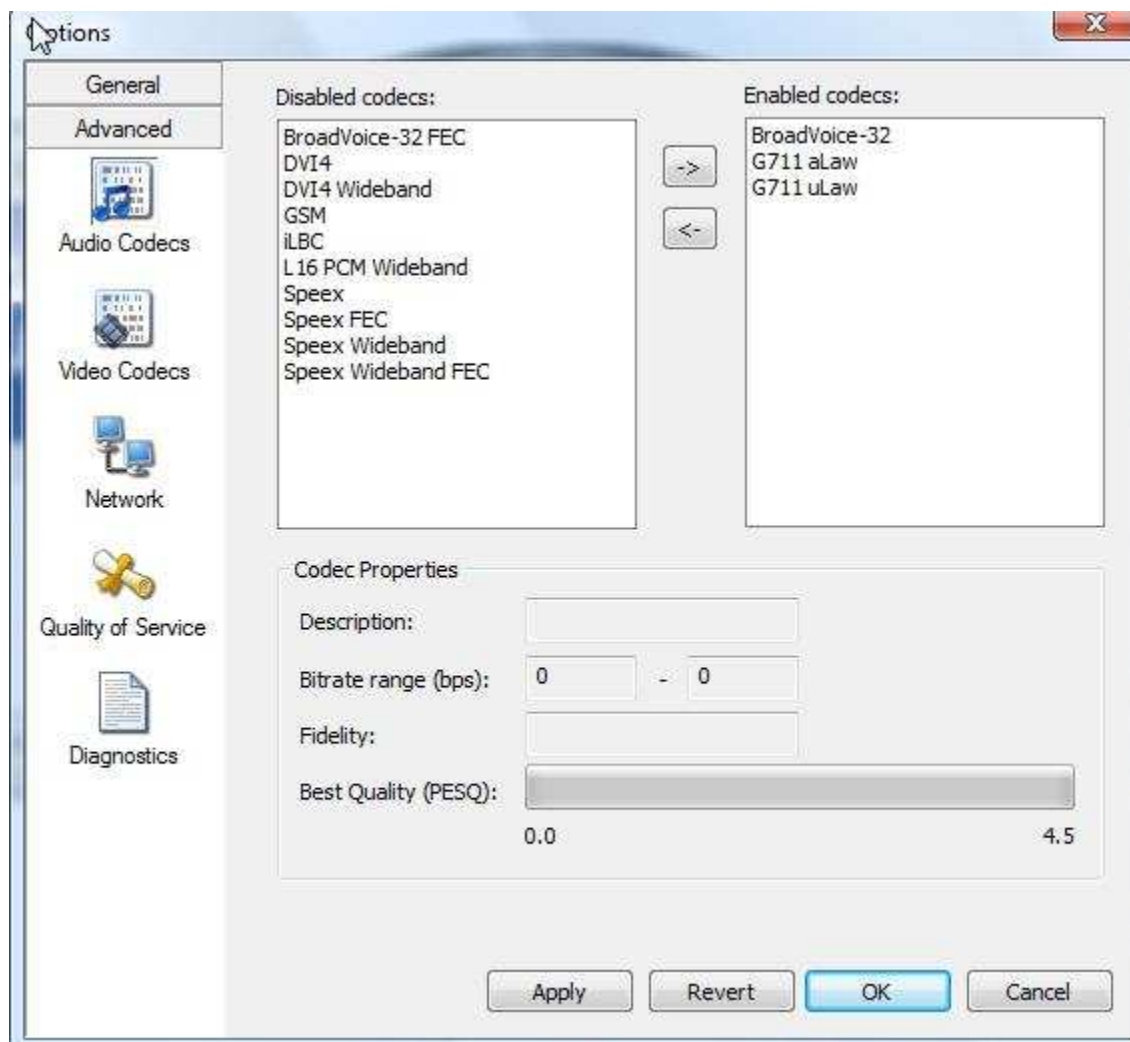 Options
General
Advanced
Audio Codecs
Video Codecs
Network
Quality of Service
Diagnostics
Disabled codecs:
BroadVoice-32 FEC
DVI4
DVI4 Wideband
GSM
iLBC
L16 PCM Wideband
Speex
Speex FEC
Speex Wideband
Speex Wideband FEC
->
<-
Enabled codecs:
BroadVoice-32
G711 aLaw
G711 uLaw
Codec Properties
Description:
Bitrate range (bps): 0 - 0
Fidelity:
Best Quality (PESQ):
0.0 4.5
Apply Revert OK Cancel